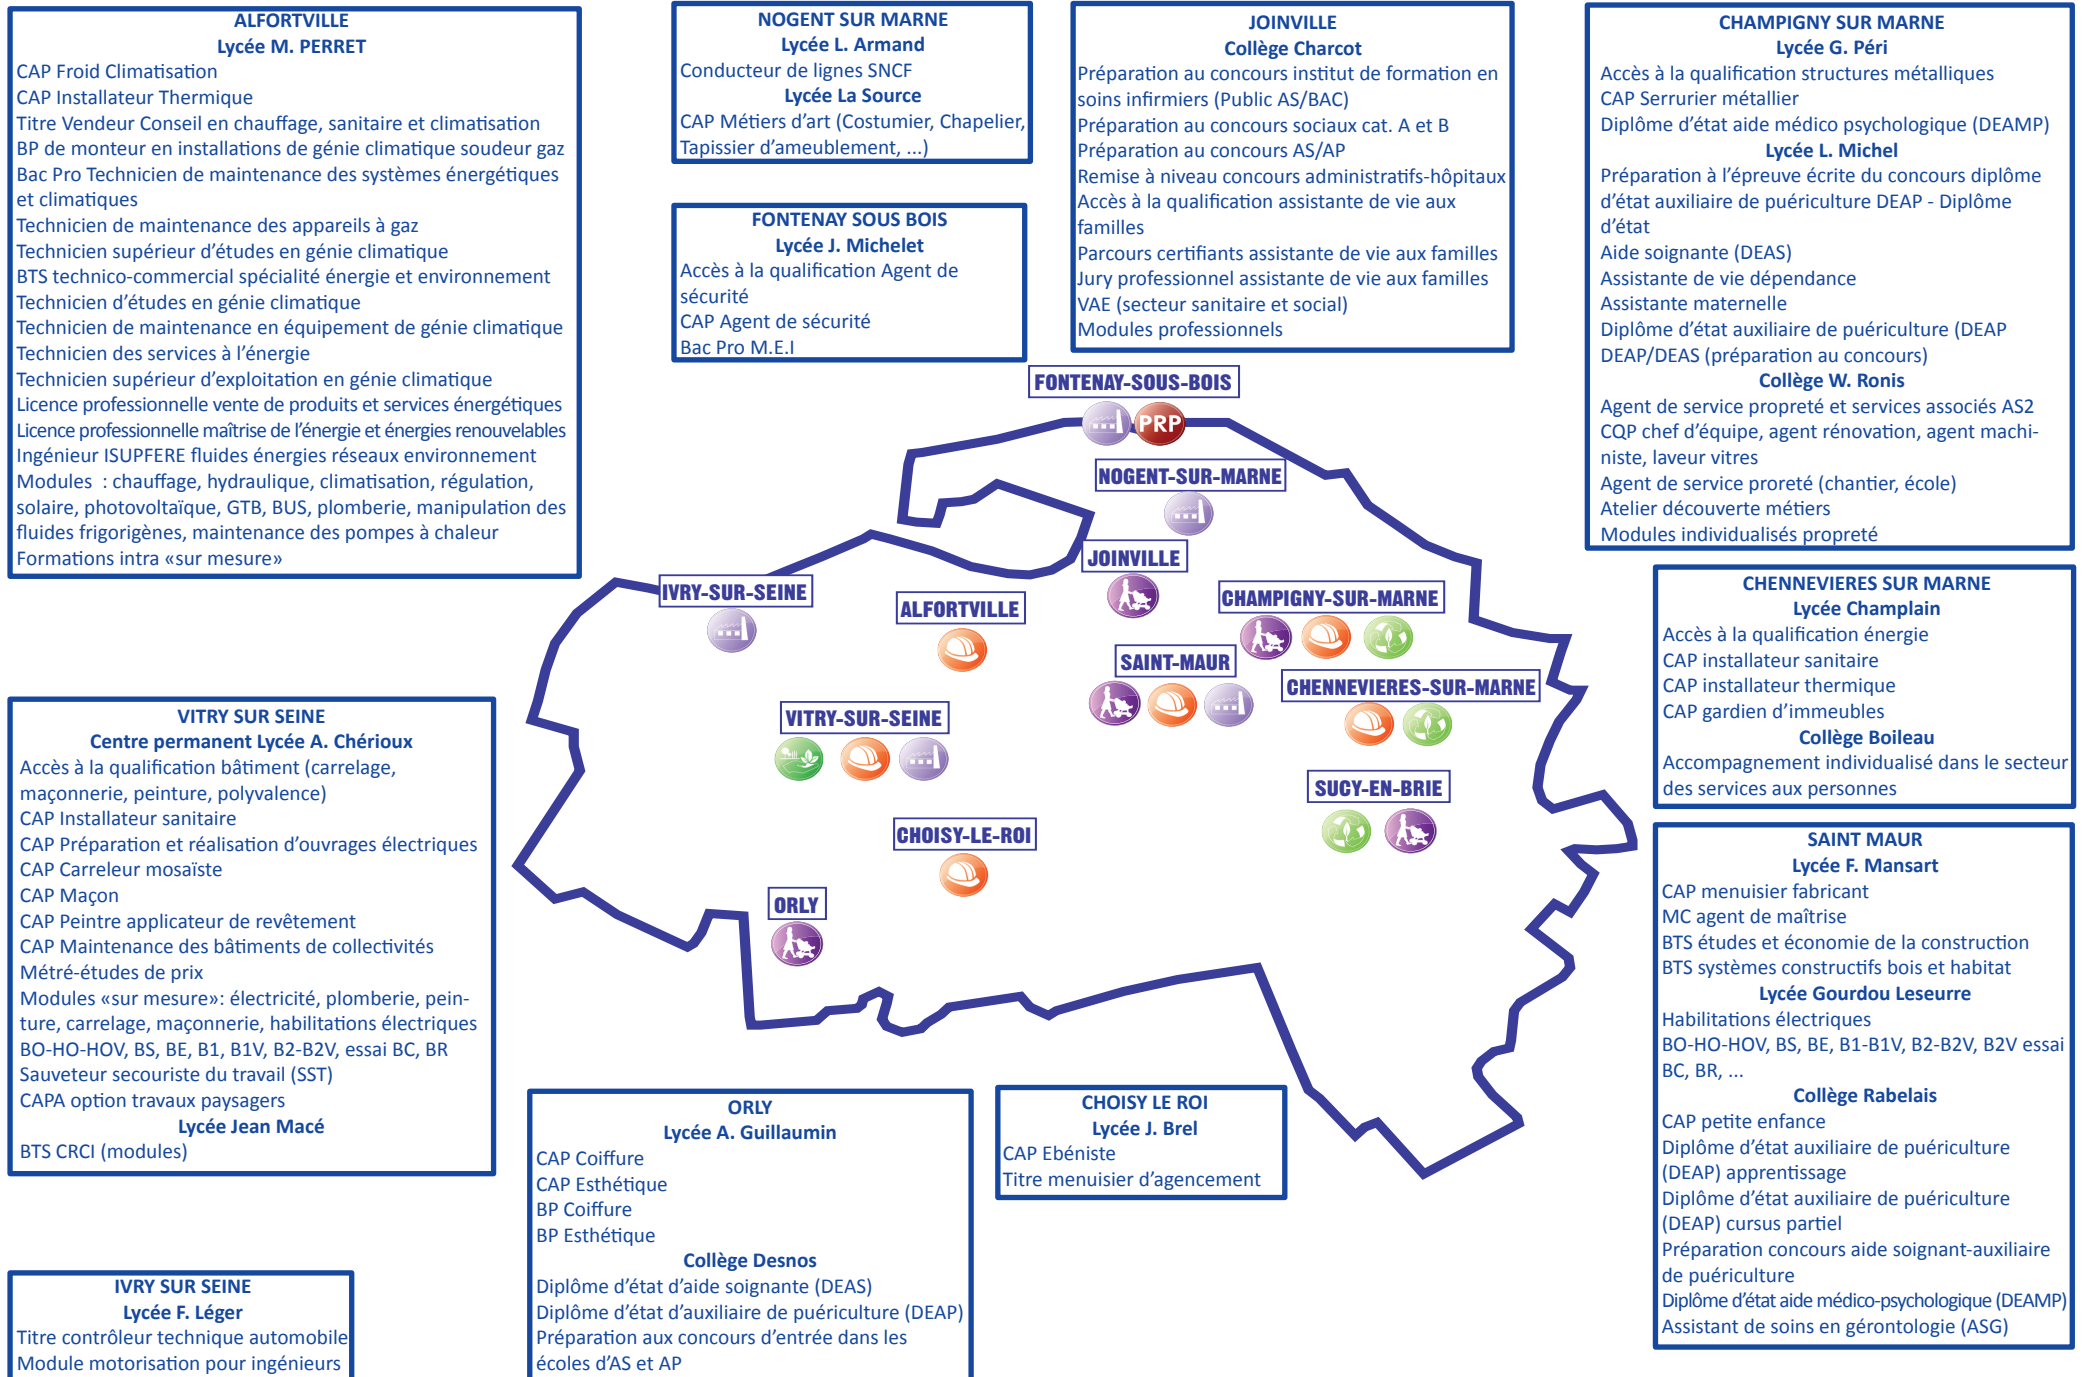 ALFORTVILLE
Lycée M. PERRET
CAP Froid Climatisation
CAP Installateur Thermique
Titre Vendeur Conseil en chauffage, sanitaire et climatisation
BP de monteur en installations de génie climatique soudeur gaz
Bac Pro Technicien de maintenance des systèmes énergétiques
et climatiques
Technicien de maintenance des appareils à gaz
Technicien supérieur d'études en génie climatique
BTS technico-commercial spécialité énergie et environnement
Technicien d'études en génie climatique
Technicien de maintenance en équipement de génie climatique
Technicien des services à l'énergie
Technicien supérieur d'exploitation en génie climatique
Licence professionnelle vente de produits et services énergétiques
Licence professionnelle maîtrise de l'énergie et énergies renouvelables
Ingénieur ISUPFERE fluides énergies réseaux environnement
Modules : chauffage, hydraulique, climatisation, régulation,
solaire, photovoltaïque, GTB, BUS, plomberie, manipulation des
fluides frigorigènes, maintenance des pompes à chaleur
Formations intra «sur mesure»
NOGENT SUR MARNE
Lycée L. Armand
Conducteur de lignes SNCF
Lycée La Source
CAP Métiers d'art (Costumier, Chapelier,
Tapissier d'ameublement, ...)
FONTENAY SOUS BOIS
Lycée J. Michelet
Accès à la qualification Agent de
sécurité
CAP Agent de sécurité
Bac Pro M.E.I
JOINVILLE
Collège Charcot
Préparation au concours institut de formation en
soins infirmiers (Public AS/BAC)
Préparation au concours sociaux cat. A et B
Préparation au concours AS/AP
Remise à niveau concours administratifs-hôpitaux
Accès à la qualification assistante de vie aux
familles
Parcours certifiants assistante de vie aux familles
Jury professionnel assistante de vie aux familles
VAE (secteur sanitaire et social)
Modules professionnels
CHAMPIGNY SUR MARNE
Lycée G. Péri
Accès à la qualification structures métalliques
CAP Serrurier métallier
Diplôme d'état aide médico psychologique (DEAMP)
Lycée L. Michel
Préparation à l'épreuve écrite du concours diplôme
d'état auxiliaire de puériculture DEAP - Diplôme
d'état
Aide soignante (DEAS)
Assistante de vie dépendance
Assistante maternelle
Diplôme d'état auxiliaire de puériculture (DEAP
DEAP/DEAS (préparation au concours)
Collège W. Ronis
Agent de service propreté et services associés AS2
CQP chef d'équipe, agent rénovation, agent machi-
niste, laveur vitres
Agent de service proreté (chantier, école)
Atelier découverte métiers
Modules individualisés propreté
FONTENAY-SOUS-BOIS
PRP
NOGENT-SUR-MARNE
JOINVILLE
IVRY-SUR-SEINE
ALFORTVILLE
CHAMPIGNY-SUR-MARNE
SAINT-MAUR
CHENNEVIERES-SUR-MARNE
VITRY-SUR-SEINE
SUCY-EN-BRIE
CHOISY-LE-ROI
ORLY
CHENNEVIERES SUR MARNE
Lycée Champlain
Accès à la qualification énergie
CAP installateur sanitaire
CAP installateur thermique
CAP gardien d'immeubles
Collège Boileau
Accompagnement individualisé dans le secteur
des services aux personnes
VITRY SUR SEINE
Centre permanent Lycée A. Chérioux
Accès à la qualification bâtiment (carrelage,
maçonnerie, peinture, polyvalence)
CAP Installateur sanitaire
CAP Préparation et réalisation d'ouvrages électriques
CAP Carreleur mosaïste
CAP Maçon
CAP Peintre applicateur de revêtement
CAP Maintenance des bâtiments de collectivités
Métré-études de prix
Modules «sur mesure»: électricité, plomberie, pein-
ture, carrelage, maçonnerie, habilitations électriques
BO-HO-HOV, BS, BE, B1, B1V, B2-B2V, essai BC, BR
Sauveteur secouriste du travail (SST)
CAPA option travaux paysagers
Lycée Jean Macé
BTS CRCI (modules)
SAINT MAUR
Lycée F. Mansart
CAP menuisier fabricant
MC agent de maîtrise
BTS études et économie de la construction
BTS systèmes constructifs bois et habitat
Lycée Gourdou Leseurre
Habilitations électriques
BO-HO-HOV, BS, BE, B1-B1V, B2-B2V, B2V essai
BC, BR, ...
Collège Rabelais
CAP petite enfance
Diplôme d'état auxiliaire de puériculture
(DEAP) apprentissage
Diplôme d'état auxiliaire de puériculture
(DEAP) cursus partiel
Préparation concours aide soignant-auxiliaire
de puériculture
Diplôme d'état aide médico-psychologique (DEAMP)
Assistant de soins en gérontologie (ASG)
ORLY
Lycée A. Guillaumin
CAP Coiffure
CAP Esthétique
BP Coiffure
BP Esthétique
Collège Desnos
Diplôme d'état d'aide soignante (DEAS)
Diplôme d'état d'auxiliaire de puériculture (DEAP)
Préparation aux concours d'entrée dans les
écoles d'AS et AP
CHOISY LE ROI
Lycée J. Brel
CAP Ebéniste
Titre menuisier d'agencement
IVRY SUR SEINE
Lycée F. Léger
Titre contrôleur technique automobile
Module motorisation pour ingénieurs